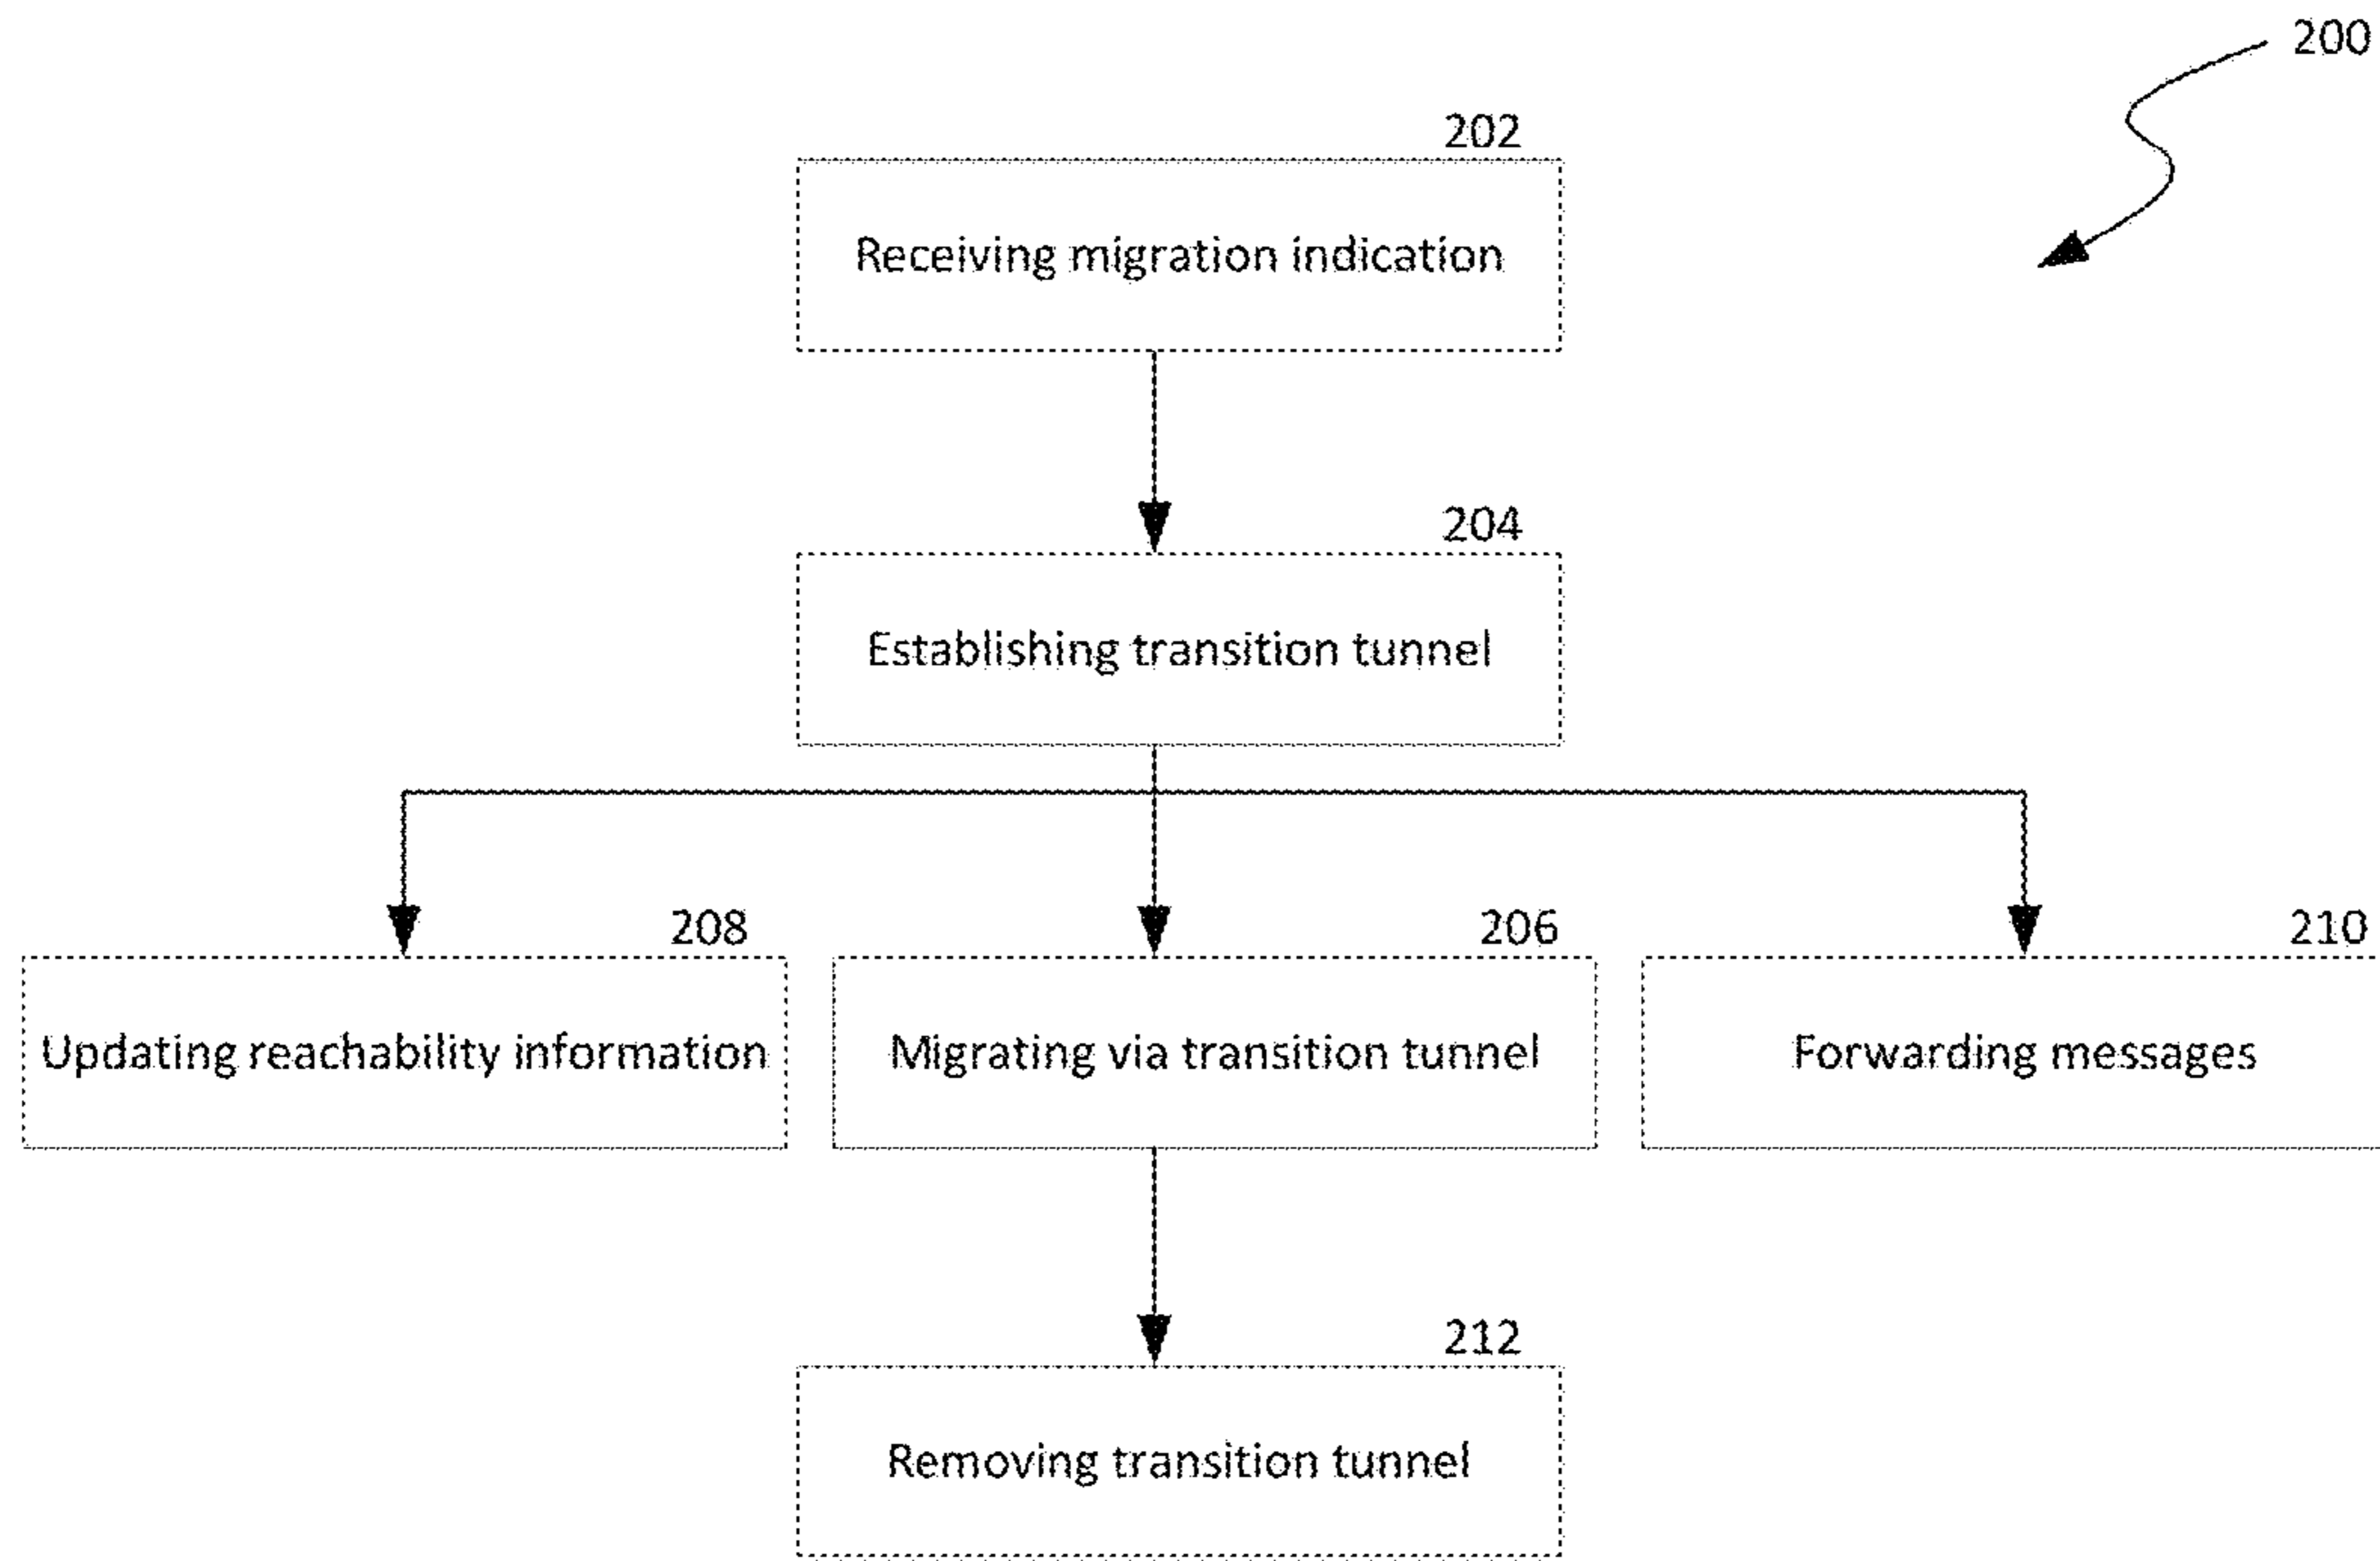 200
202
Receiving migration indication
204
Establishing transition tunnel
208
206
210
Updating reachability information
Migrating via transition tunnel
Forwarding messages
212
Removing transition tunnel